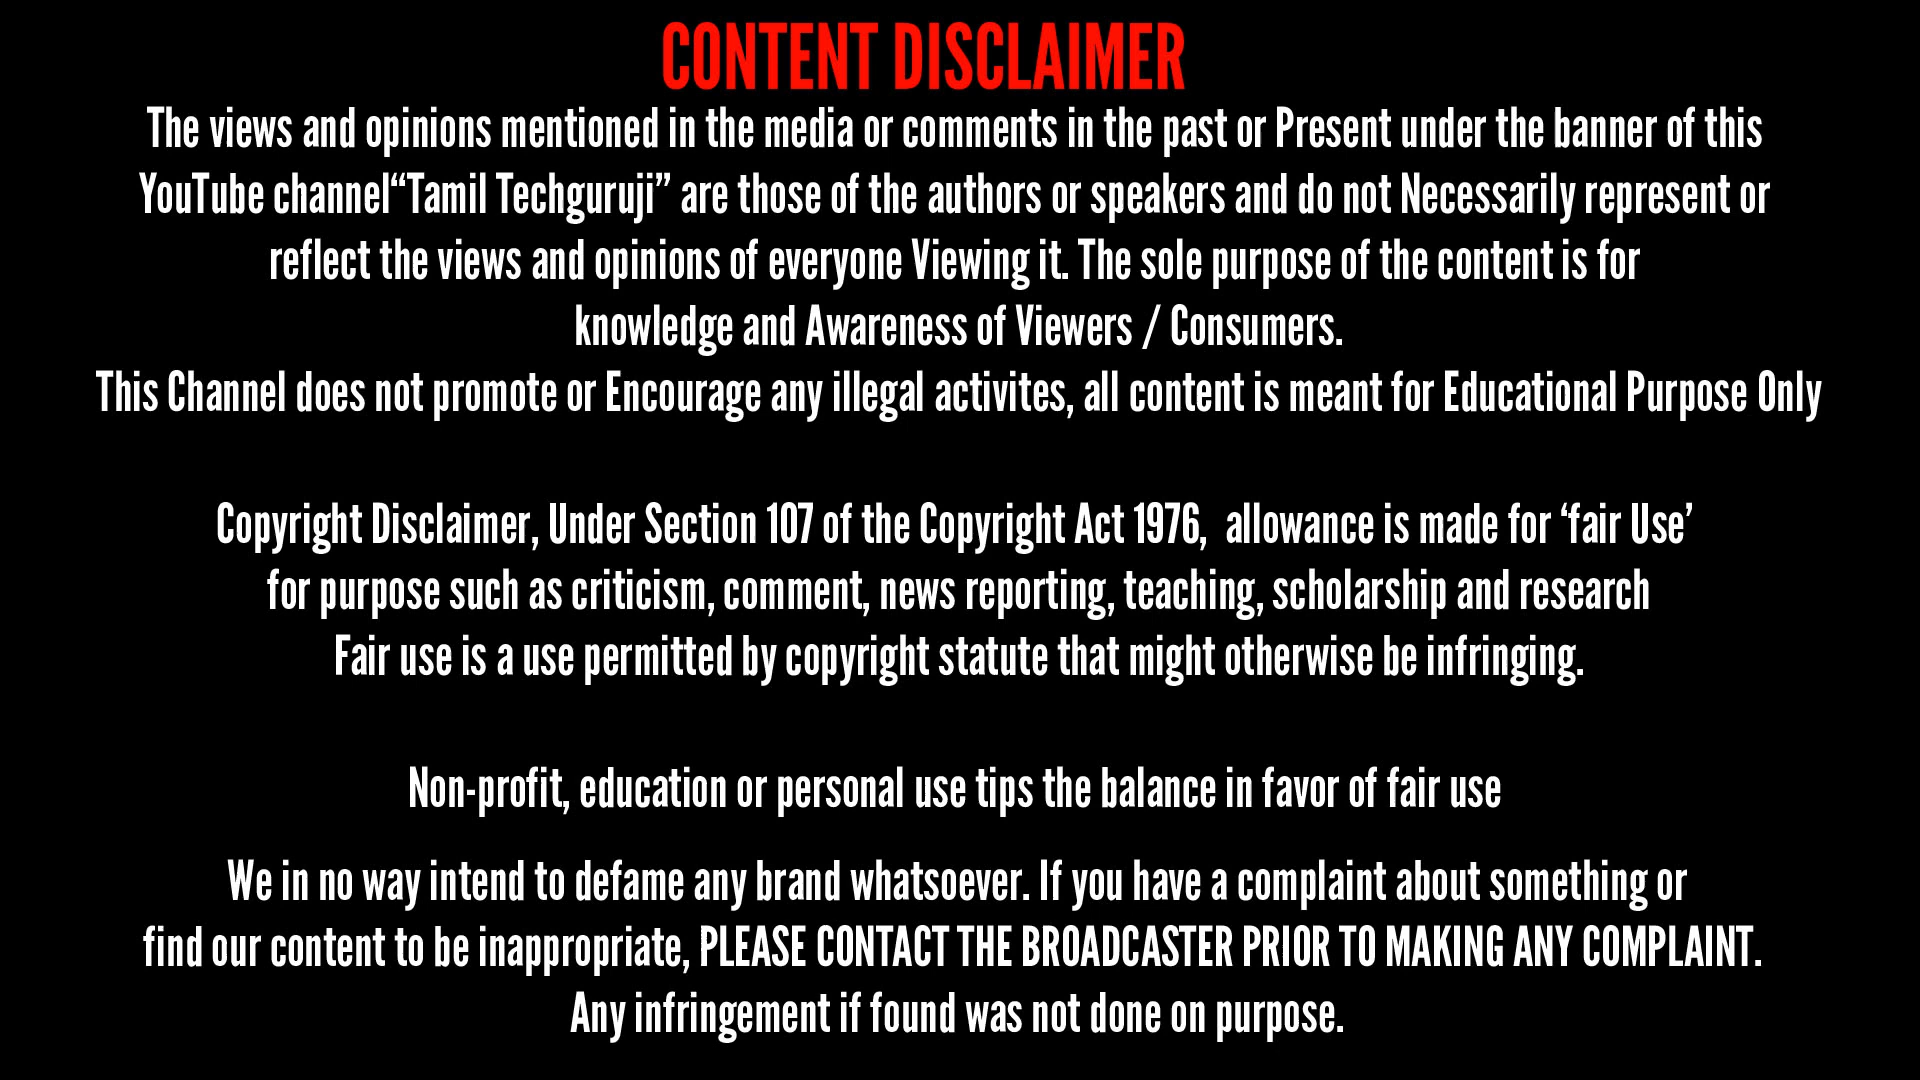 CONTENT DISCLAIMER
The views and opinions mentioned in the media or comments in the past or Present under the banner of this
YouTube channel“Tamil Techguruji” are those of the authors or speakers and do not Necessarily represent or
reflect the views and opinions of everyone Viewing it. The sole purpose of the content is for
knowledge and Awareness of Viewers / Consumers.
This Channel does not promote or Encourage any illegal activites, all content is meant for Educational Purpose Only
Copyright Disclaimer, Under Section 107 of the Copyright Act 1976, allowance is made for ‘fair Use’
for purpose such as criticism, comment, news reporting, teaching, scholarship and research
Fair use is a use permitted by copyright statute that might otherwise be infringing.
Non-profit, education or personal use tips the balance in favor of fair use
We in no way intend to defame any brand whatsoever. If you have a complaint about something or
find our content to be inappropriate, PLEASE CONTACT THE BROADCASTER PRIOR TO MAKING ANY COMPLAINT.
Any infringement if found was not done on purpose.